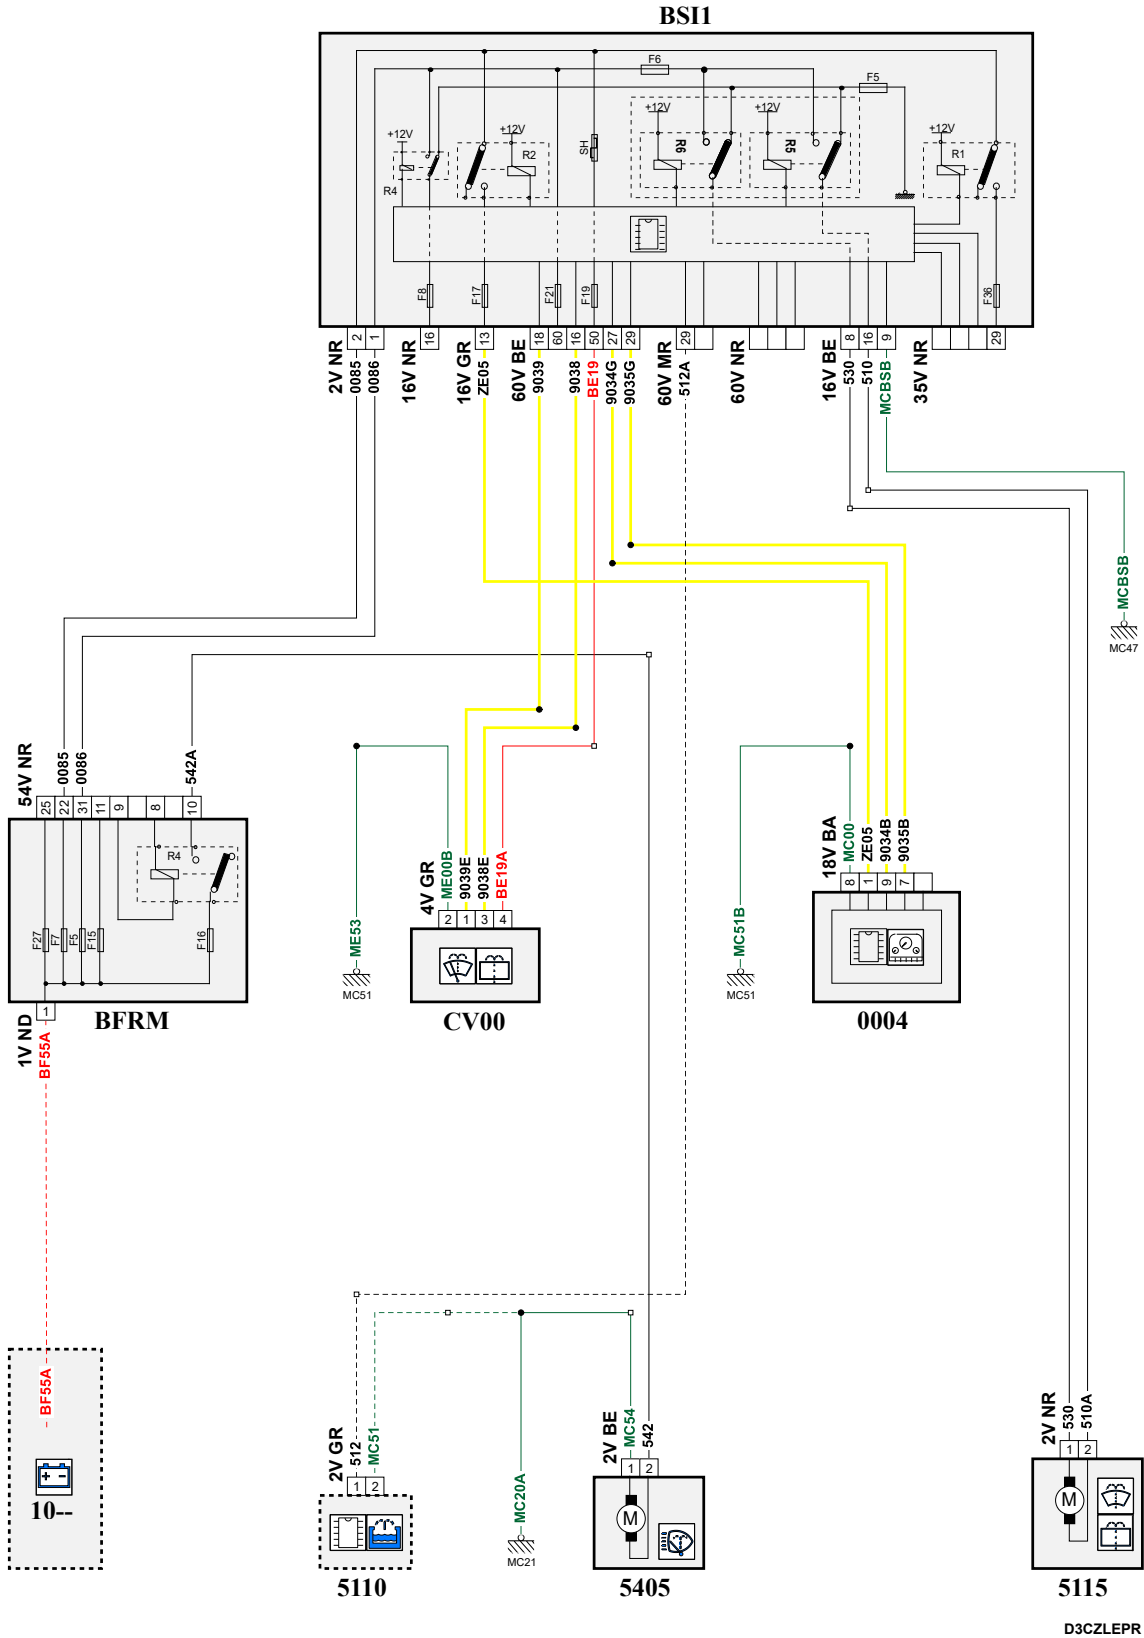 BSI1
F6
F5
+12V
+12V
+12V
+12V
+12V
R4
R2
SH
R6
R5
R1
F8
F17
F21
F19
F36
2
1
16
13
18
60
16
50
27
29
29
8
16
9
29
2V NR
0085
0086
16V NR
16V GR
ZE05
60V BE
9039
9038
BE19
9034G
9035G
60V MR
512A
60V NR
16V BE
530
510
MCBSB
35V NR
MCBSB
MC47
54V NR
0085
0086
542A
25
22
31
11
9
8
10
R4
F27
F7
F5
F15
F16
1
1V ND
BF55A
BFRM
ME53
MC51
4V GR
ME00B
9039E
9038E
BE19A
2
1
3
4
CV00
MC51B
MC51
18V BA
MC00
ZE05
9034B
9035B
8
1
9
7
0004
BF55A
+ -
10--
2V GR
512
MC51
1
2
5110
MC20A
MC21
2V BE
MC54
542
1
2
M
5405
2V NR
530
510A
1
2
M
5115
D3CZLEPR